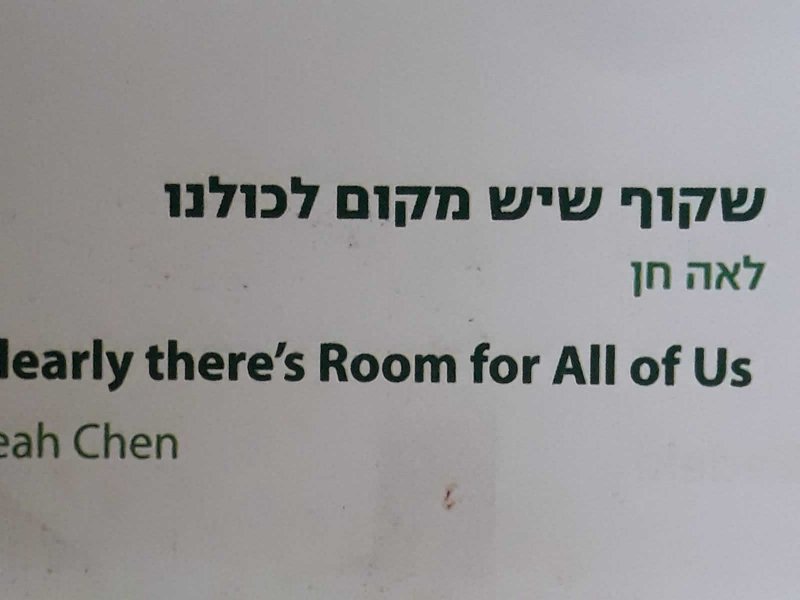 שקוף שיש מקום לכולנו
לאה חן
learly there's Room for All of Us
eah Chen